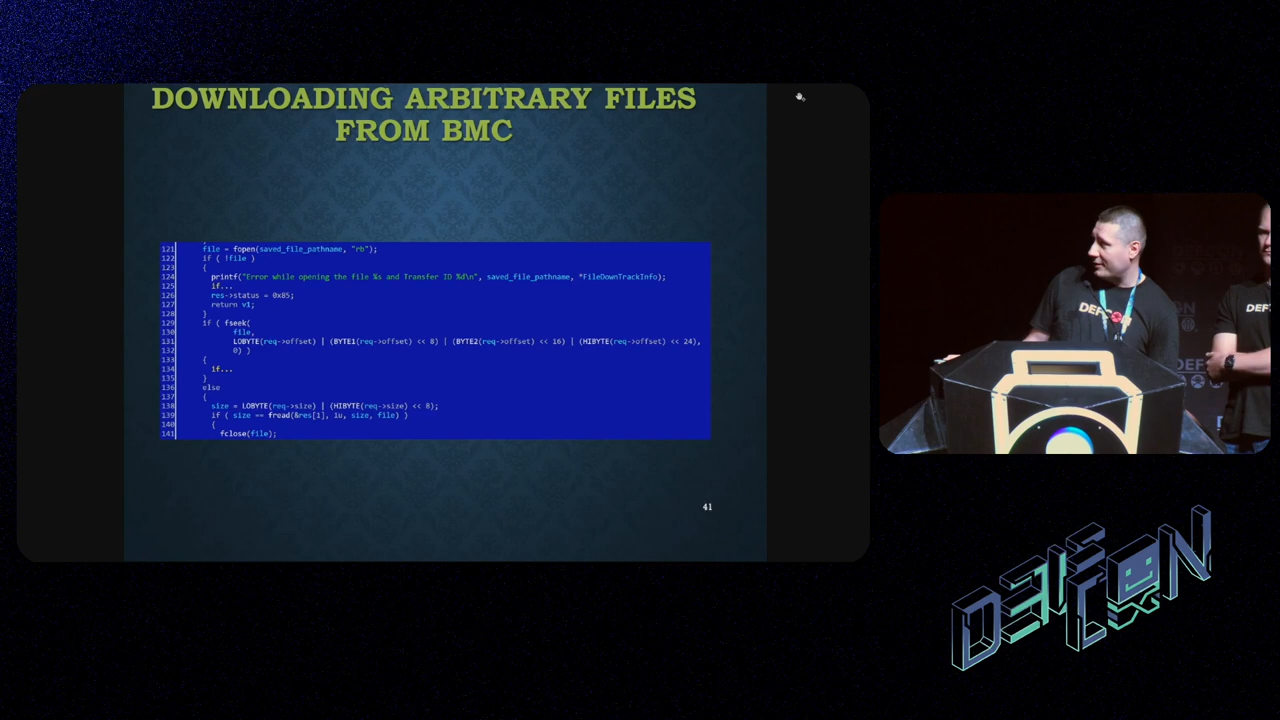 DOWNLOADING ARBITRARY FILES
FROM BMC
121 file = fopen(saved_file_pathname, "rb");
122 if ( !file )
123 {
124 printf("Error while opening the file %s and Transfer ID %d\n", saved_file_pathname, *FileDownTrackInfo);
125 if...
126 res->status = 0x85;
127 return v1;
128 }
129 if ( fseek(
130 file,
131 LOBYTE(req->offset) | (BYTE1(req->offset) << 8) | (BYTE2(req->offset) << 16) | (HIBYTE(req->offset) << 24),
132 0) )
133 {
134 if...
135 }
136 else
137 {
138 size = LOBYTE(req->size) | (HIBYTE(req->size) << 8);
139 if ( size == fread(&res[1], 1u, size, file) )
140 {
141 fclose(file);
41
DEF
DEFCON